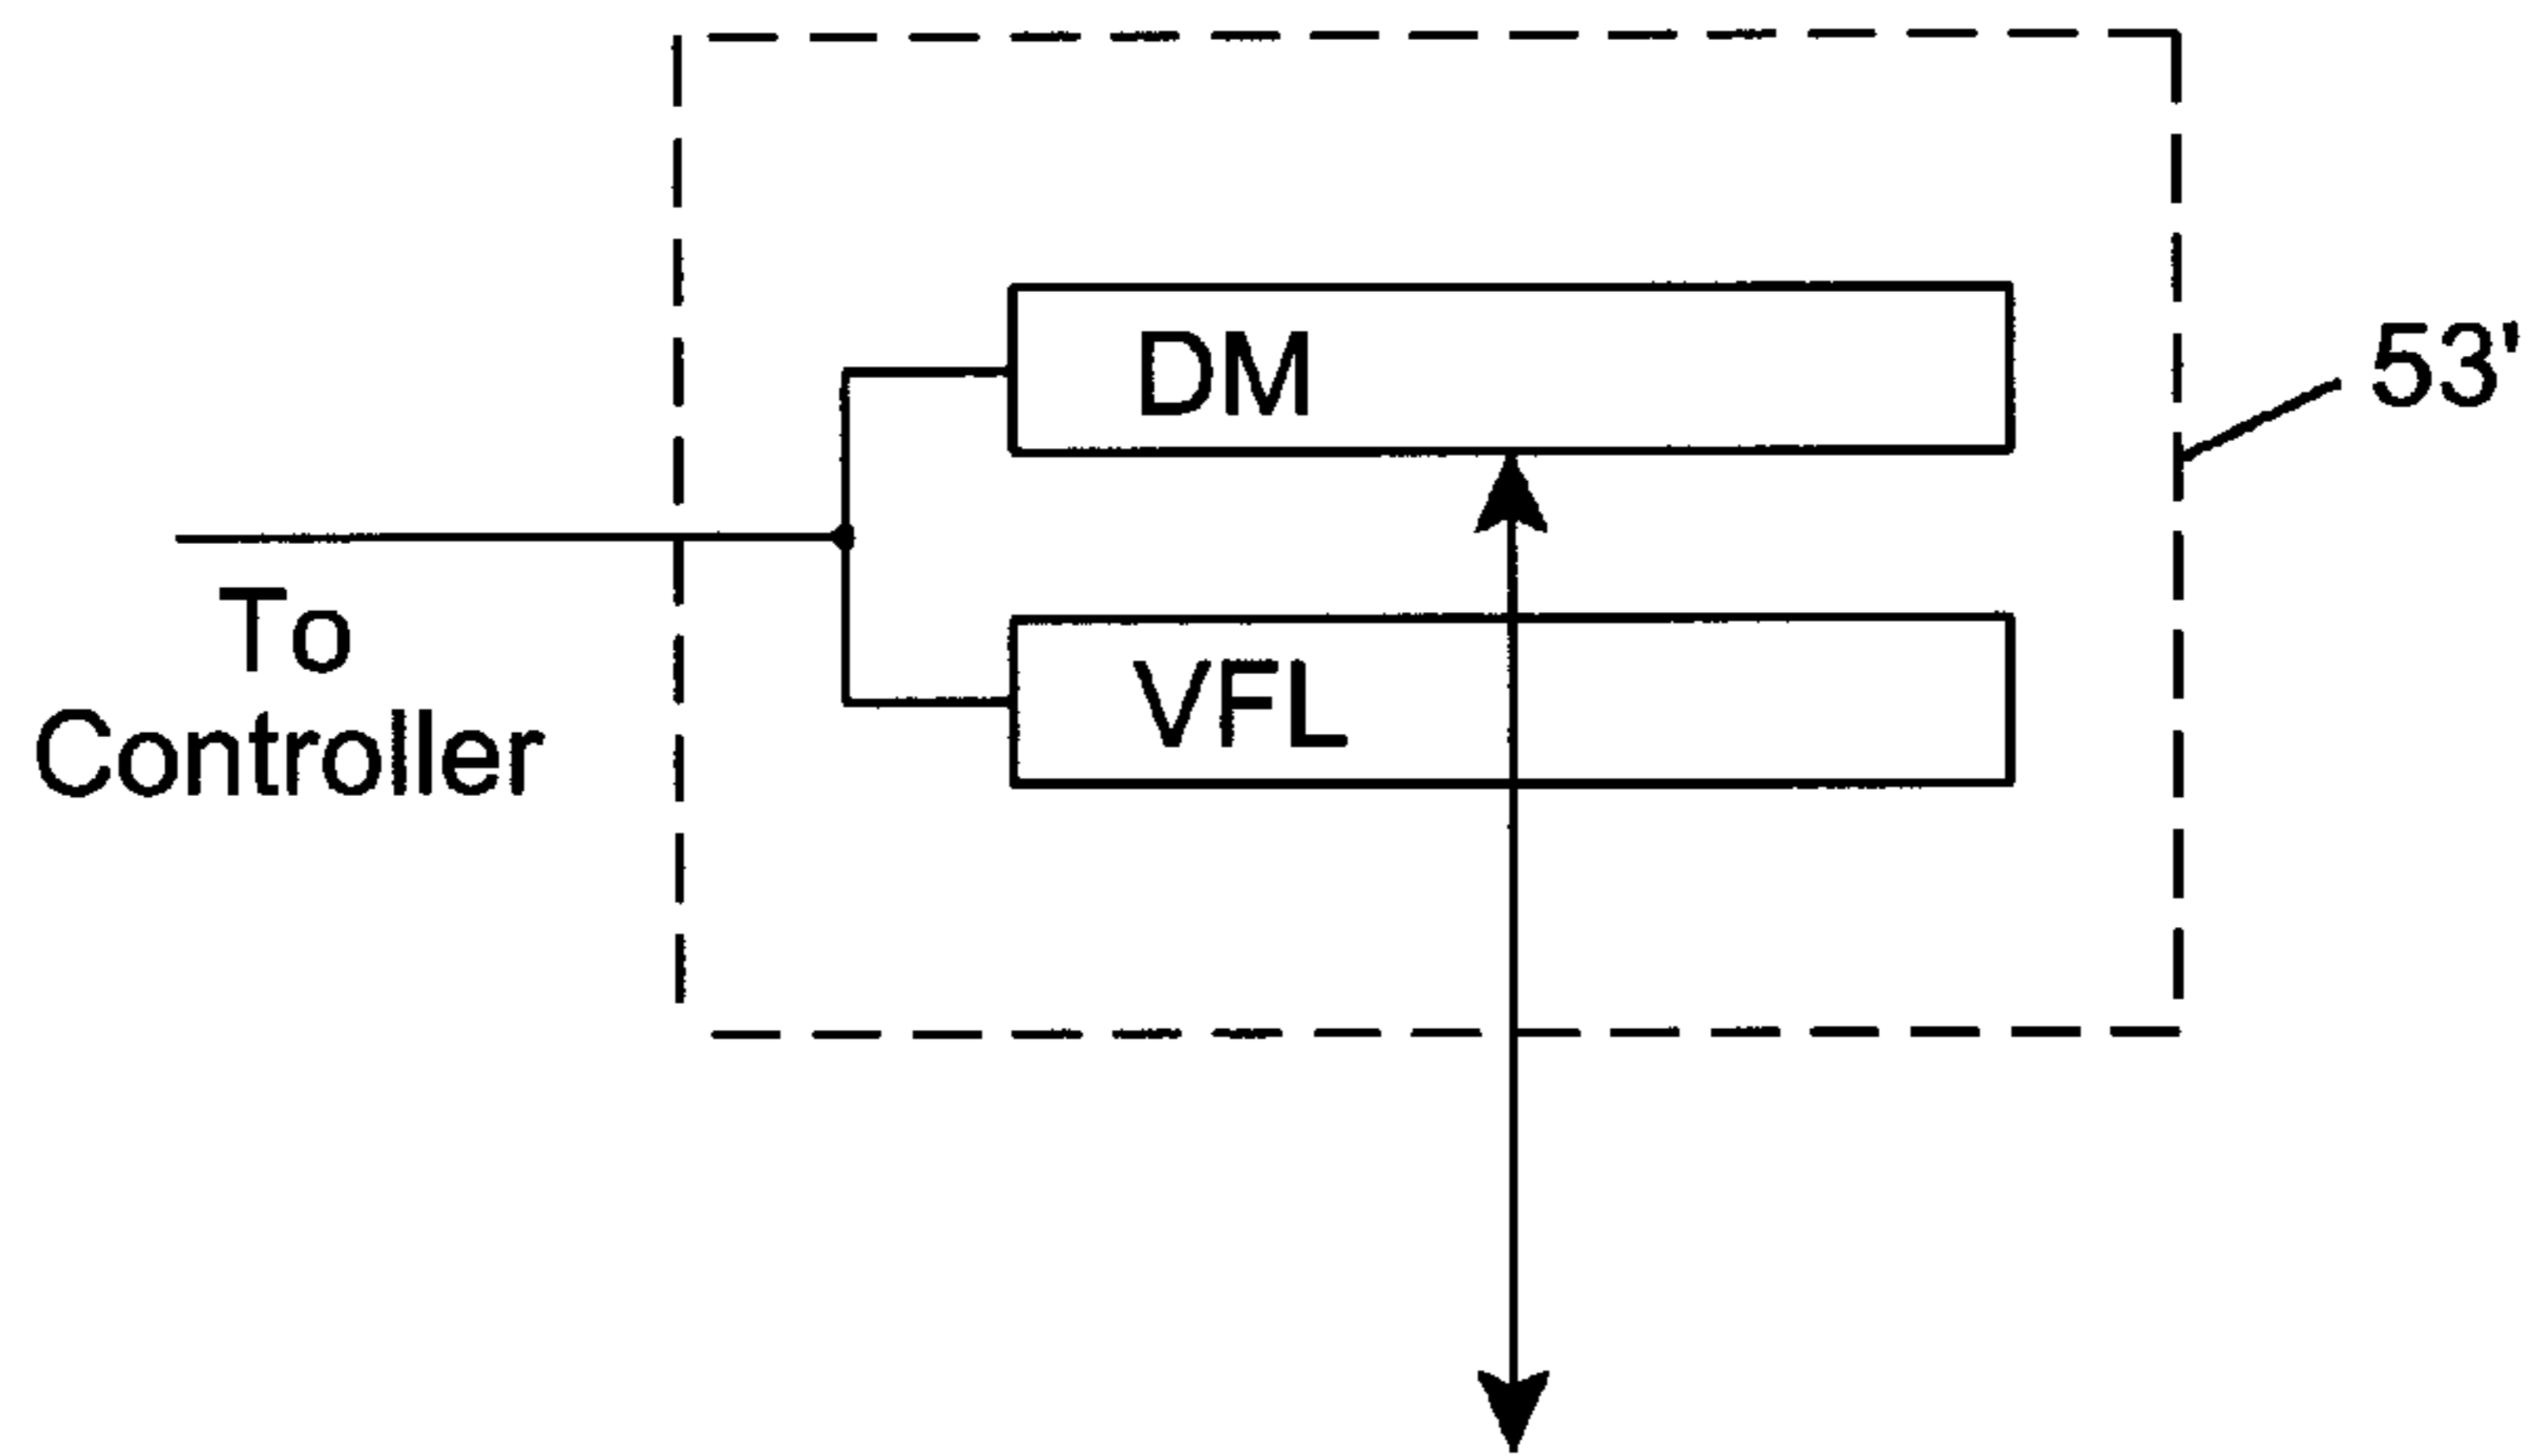 DM
53'
To
Controller
VFL